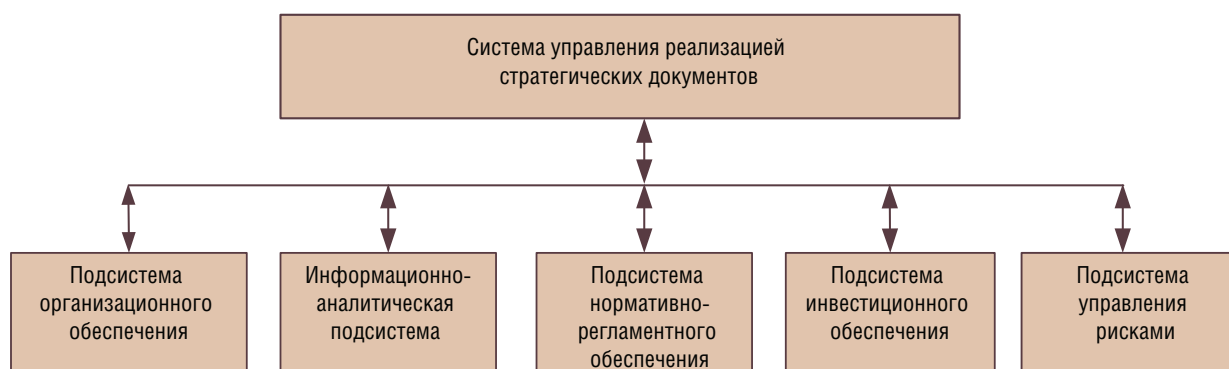 Система управления реализацией
стратегических документов
Подсистема
организационного
обеспечения
Информационно-
аналитическая
подсистема
Подсистема
нормативно-
регламентного
обеспечения
Подсистема
инвестиционного
обеспечения
Подсистема
управления
рисками